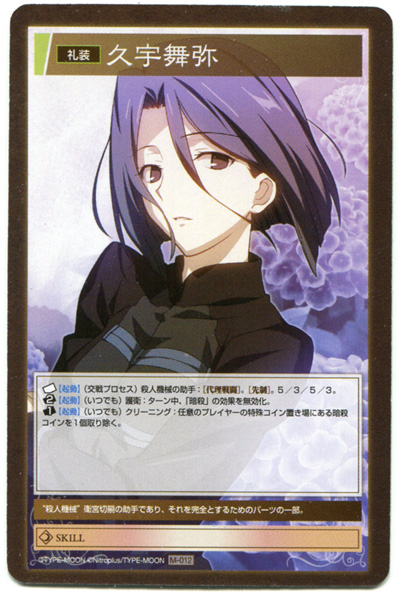 礼装 久宇舞弥
【起動】(交戦プロセス) 殺人機械の助手：[代理戦闘]。[先制]。5／3／5／3。
2【起動】(いつでも) 護衛：ターン中、「暗殺」の効果を無効化。
1【起動】(いつでも) クリーニング：任意のプレイヤーの特殊コイン置き場にある暗殺
コインを1個取り除く。
"殺人機械" 衛宮切嗣の助手であり、それを完全とするためのパーツの一部。
SKILL
©TYPE-MOON ©Nitroplus/TYPE-MOON M-012